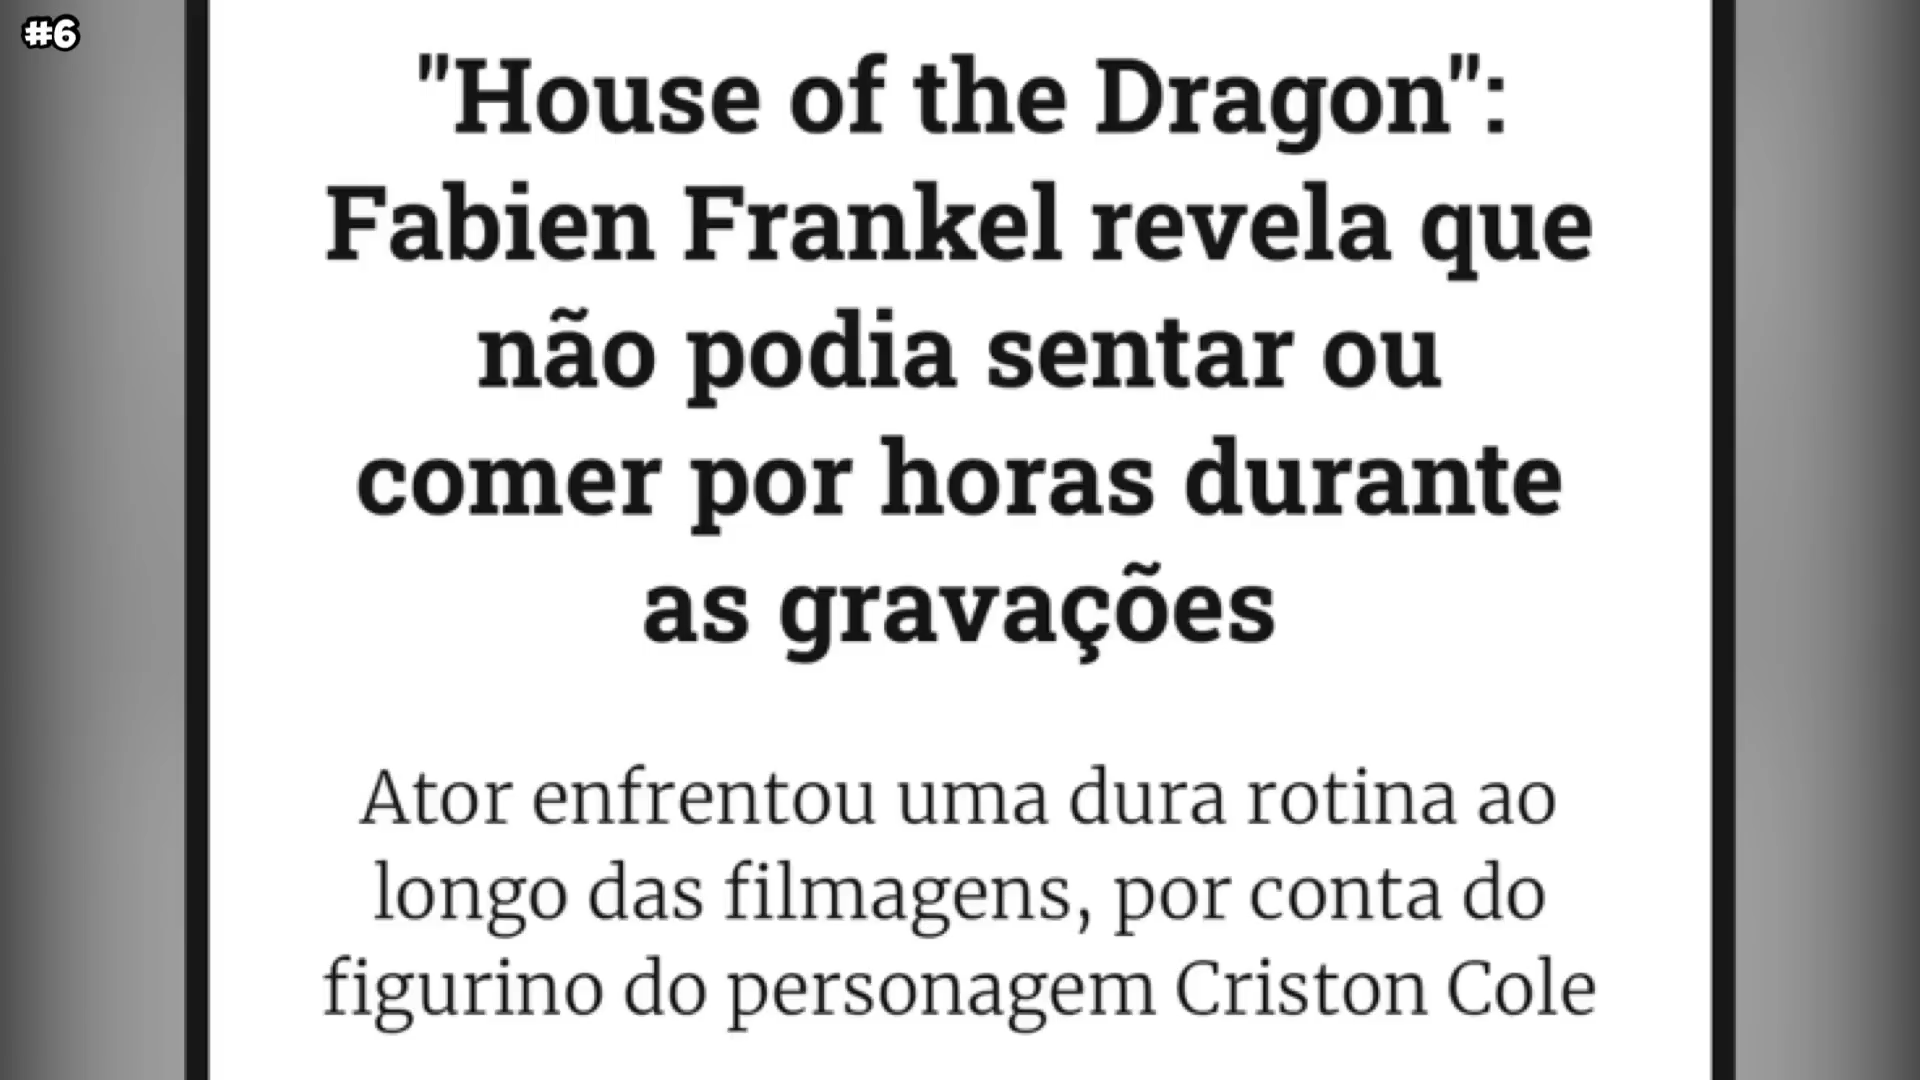 #6
"House of the Dragon":
Fabien Frankel revela que
não podia sentar ou
comer por horas durante
as gravações
Ator enfrentou uma dura rotina ao
longo das filmagens, por conta do
figurino do personagem Criston Cole